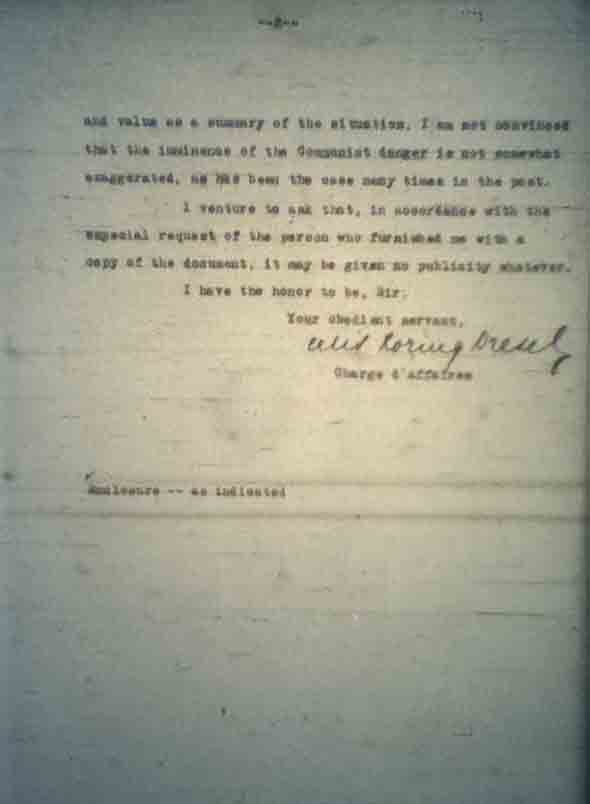 --2--
and value as a summary of the situation, I am not convinced
that the imminence of the Communist danger is not somewhat
exaggerated, as has been the case many times in the past.
I venture to ask that, in accordance with the
especial request of the person who furnished me with a
copy of the document, it may be given no publicity whatever.
I have the honor to be, Sir,
Your obedient servant,
Ellis Loring Dresel
Charge d'affaires
Enclosure -- as indicated